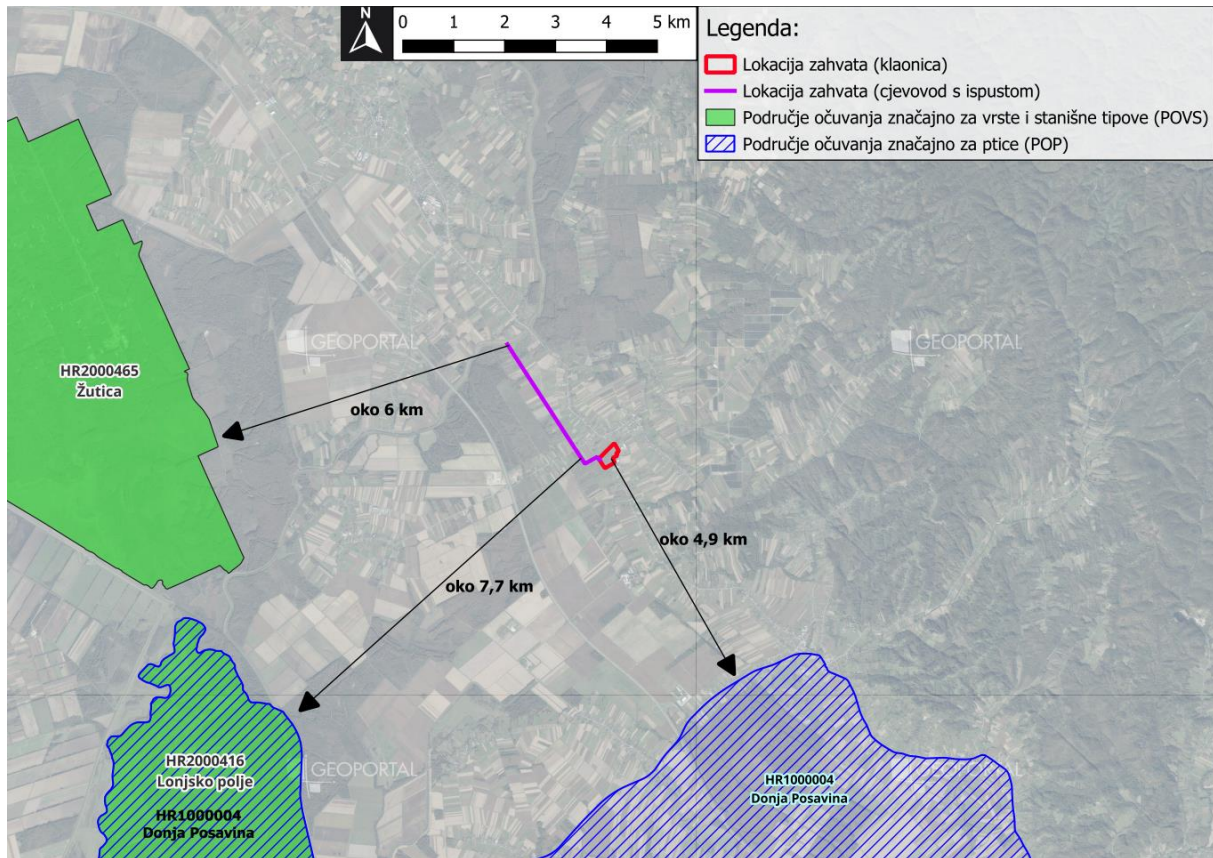 N
0 1 2 3 4 5 km
Legenda:
Lokacija zahvata (klaonica)
Lokacija zahvata (cjevovod s ispustom)
Područje očuvanja značajno za vrste i stanišne tipove (POVS)
Područje očuvanja značajno za ptice (POP)
GEOPORTAL
GEOPORTAL
HR2000465
Žutica
oko 6 km
oko 4,9 km
oko 7,7 km
HR2000416
Lonjsko polje
HR1000004
Donja Posavina
GEOPORTAL
HR1000004
Donja Posavina
GEOPORTAL